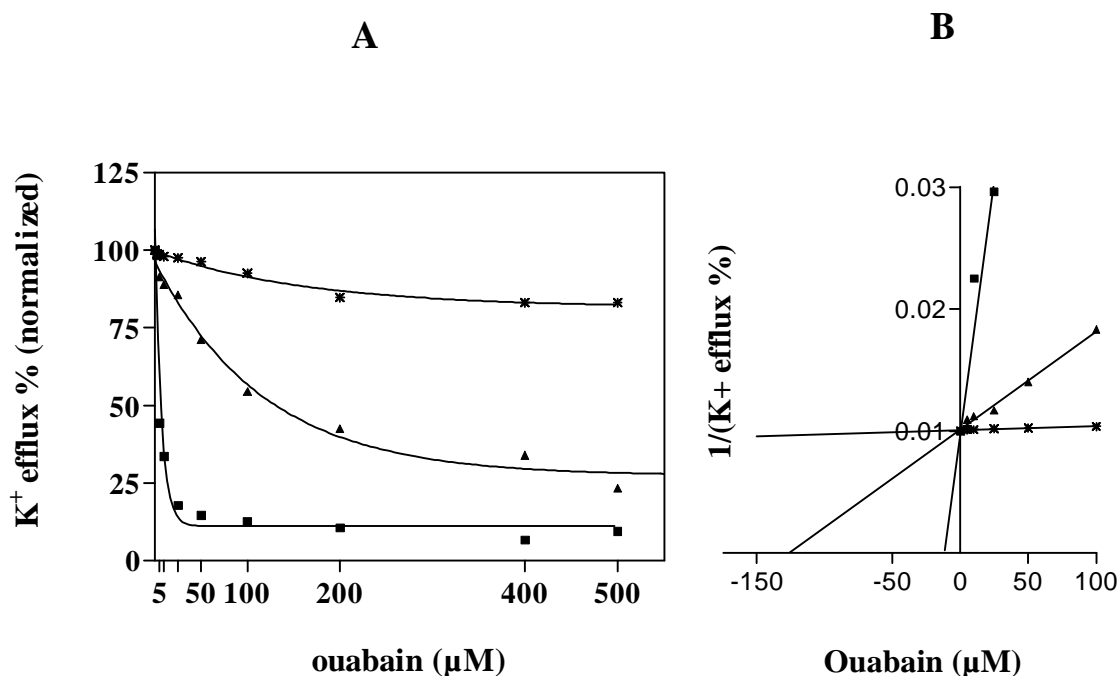 A
B
K⁺ efflux % (normalized)
125
100
75
50
25
0
5 50 100 200 400 500
ouabain (µM)
1/(K+ efflux %)
0.03
0.02
0.01
-150 -50 0 50 100
Ouabain (µM)